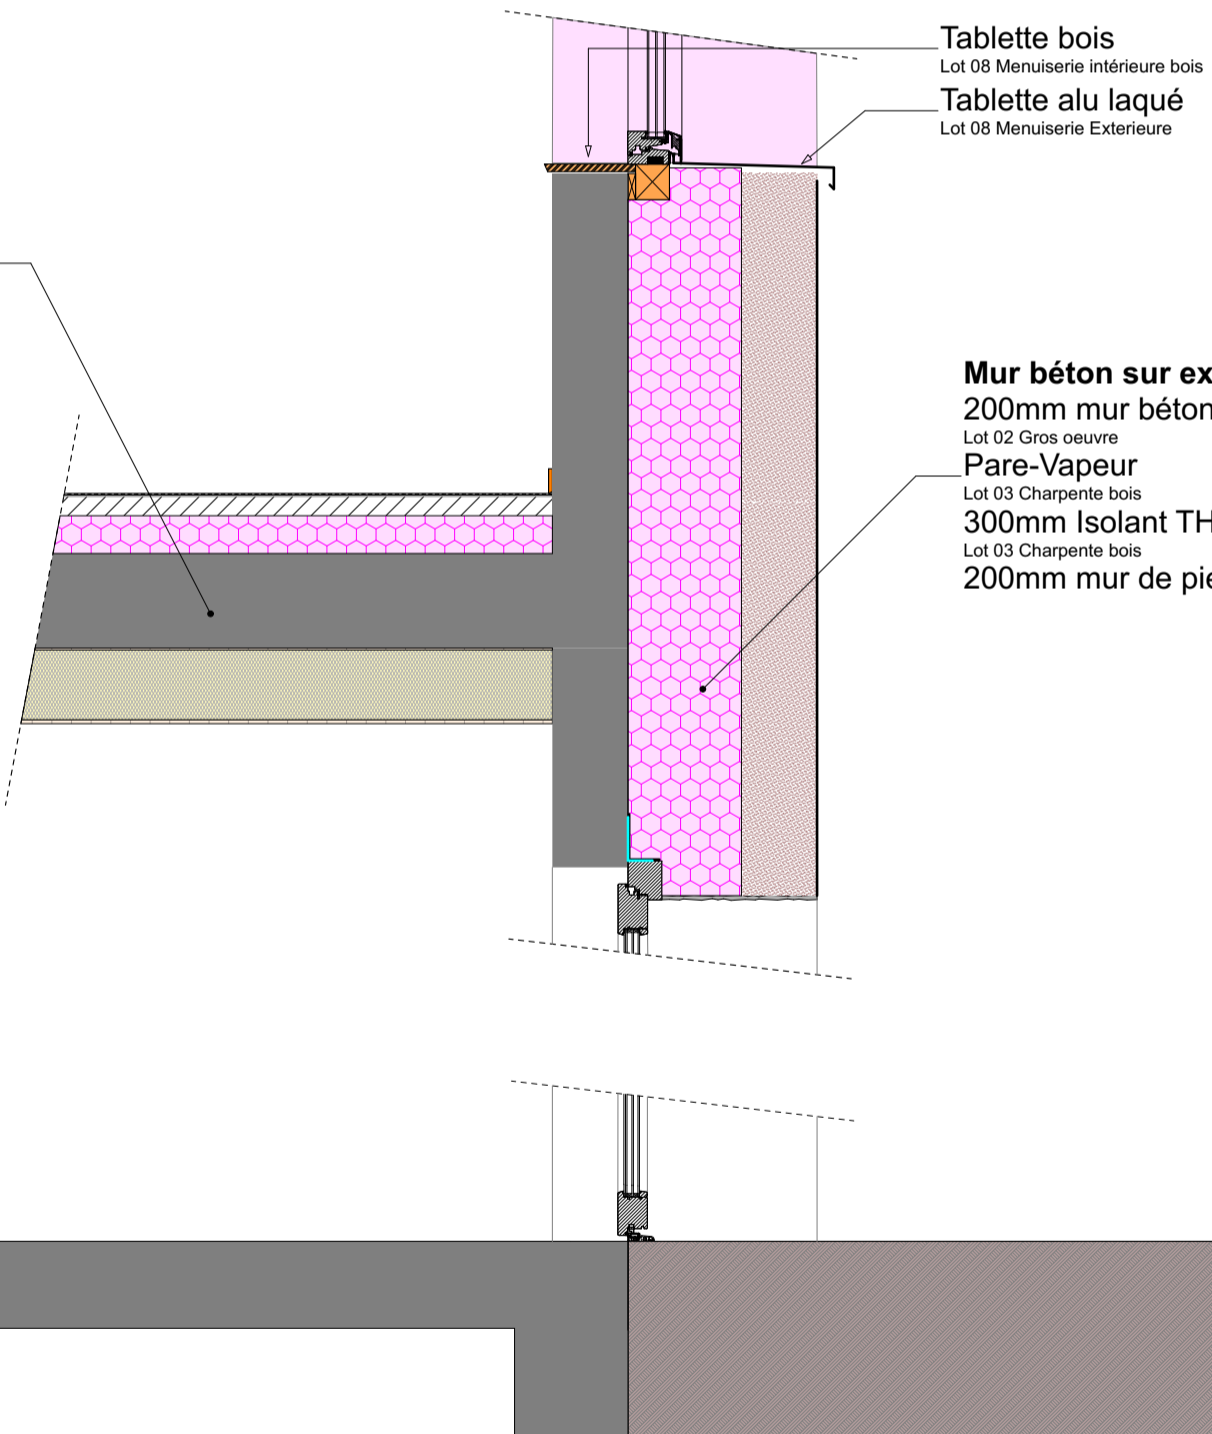 Tablette bois
Lot 08 Menuiserie intérieure bois
Tablette alu laqué
Lot 08 Menuiserie Exterieure
Mur béton sur ex
200mm mur béton
Lot 02 Gros oeuvre
Pare-Vapeur
Lot 03 Charpente bois
300mm Isolant TH
Lot 03 Charpente bois
200mm mur de pie